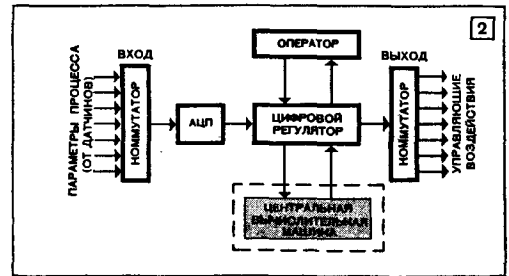 2
ВХОД
ОПЕРАТОР
ВЫХОД
ПАРАМЕТРЫ ПРОЦЕССА
(ОТ ДАТЧИКОВ)
КОММУТАТОР
АЦП
ЦИФРОВОЙ
РЕГУЛЯТОР
КОММУТАТОР
УПРАВЛЯЮЩИЕ
ВОЗДЕЙСТВИЯ
ЦЕНТРАЛЬНАЯ
ВЫЧИСЛИТЕЛЬНАЯ
МАШИНА